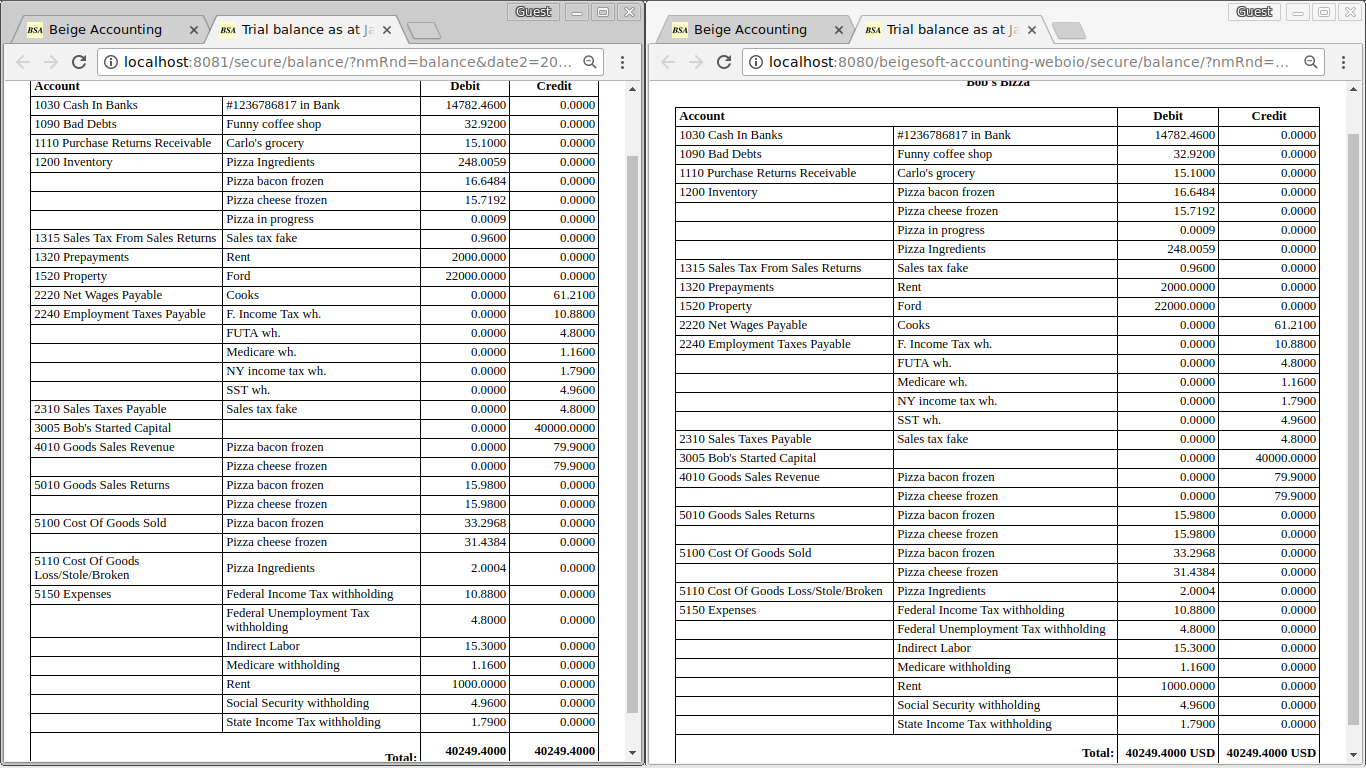 Guest
BSA Beige Accounting
BSA Trial balance as at Ja
localhost:8081/secure/balance/?nmRnd=balance&date2=20...
Account Debit Credit
1030 Cash In Banks #1236786817 in Bank 14782.4600 0.0000
1090 Bad Debts Funny coffee shop 32.9200 0.0000
1110 Purchase Returns Receivable Carlo's grocery 15.1000 0.0000
1200 Inventory Pizza Ingredients 248.0059 0.0000
Pizza bacon frozen 16.6484 0.0000
Pizza cheese frozen 15.7192 0.0000
Pizza in progress 0.0009 0.0000
1315 Sales Tax From Sales Returns Sales tax fake 0.9600 0.0000
1320 Prepayments Rent 2000.0000 0.0000
1520 Property Ford 22000.0000 0.0000
2220 Net Wages Payable Cooks 0.0000 61.2100
2240 Employment Taxes Payable F. Income Tax wh. 0.0000 10.8800
FUTA wh. 0.0000 4.8000
Medicare wh. 0.0000 1.1600
NY income tax wh. 0.0000 1.7900
SST wh. 0.0000 4.9600
2310 Sales Taxes Payable Sales tax fake 0.0000 4.8000
3005 Bob's Started Capital 0.0000 40000.0000
4010 Goods Sales Revenue Pizza bacon frozen 0.0000 79.9000
Pizza cheese frozen 0.0000 79.9000
5010 Goods Sales Returns Pizza bacon frozen 15.9800 0.0000
Pizza cheese frozen 15.9800 0.0000
5100 Cost Of Goods Sold Pizza bacon frozen 33.2968 0.0000
Pizza cheese frozen 31.4384 0.0000
5110 Cost Of Goods
Loss/Stole/Broken Pizza Ingredients 2.0004 0.0000
5150 Expenses Federal Income Tax withholding 10.8800 0.0000
Federal Unemployment Tax
withholding 4.8000 0.0000
Indirect Labor 15.3000 0.0000
Medicare withholding 1.1600 0.0000
Rent 1000.0000 0.0000
Social Security withholding 4.9600 0.0000
State Income Tax withholding 1.7900 0.0000
Total: 40249.4000 40249.4000
Guest
BSA Beige Accounting
BSA Trial balance as at Ja
localhost:8080/beigesoft-accounting-weboio/secure/balance/?nmRnd=...
Bob's Bizza
Account Debit Credit
1030 Cash In Banks #1236786817 in Bank 14782.4600 0.0000
1090 Bad Debts Funny coffee shop 32.9200 0.0000
1110 Purchase Returns Receivable Carlo's grocery 15.1000 0.0000
1200 Inventory Pizza bacon frozen 16.6484 0.0000
Pizza cheese frozen 15.7192 0.0000
Pizza in progress 0.0009 0.0000
Pizza Ingredients 248.0059 0.0000
1315 Sales Tax From Sales Returns Sales tax fake 0.9600 0.0000
1320 Prepayments Rent 2000.0000 0.0000
1520 Property Ford 22000.0000 0.0000
2220 Net Wages Payable Cooks 0.0000 61.2100
2240 Employment Taxes Payable F. Income Tax wh. 0.0000 10.8800
FUTA wh. 0.0000 4.8000
Medicare wh. 0.0000 1.1600
NY income tax wh. 0.0000 1.7900
SST wh. 0.0000 4.9600
2310 Sales Taxes Payable Sales tax fake 0.0000 4.8000
3005 Bob's Started Capital 0.0000 40000.0000
4010 Goods Sales Revenue Pizza bacon frozen 0.0000 79.9000
Pizza cheese frozen 0.0000 79.9000
5010 Goods Sales Returns Pizza bacon frozen 15.9800 0.0000
Pizza cheese frozen 15.9800 0.0000
5100 Cost Of Goods Sold Pizza bacon frozen 33.2968 0.0000
Pizza cheese frozen 31.4384 0.0000
5110 Cost Of Goods Loss/Stole/Broken Pizza Ingredients 2.0004 0.0000
5150 Expenses Federal Income Tax withholding 10.8800 0.0000
Federal Unemployment Tax withholding 4.8000 0.0000
Indirect Labor 15.3000 0.0000
Medicare withholding 1.1600 0.0000
Rent 1000.0000 0.0000
Social Security withholding 4.9600 0.0000
State Income Tax withholding 1.7900 0.0000
Total: 40249.4000 USD 40249.4000 USD